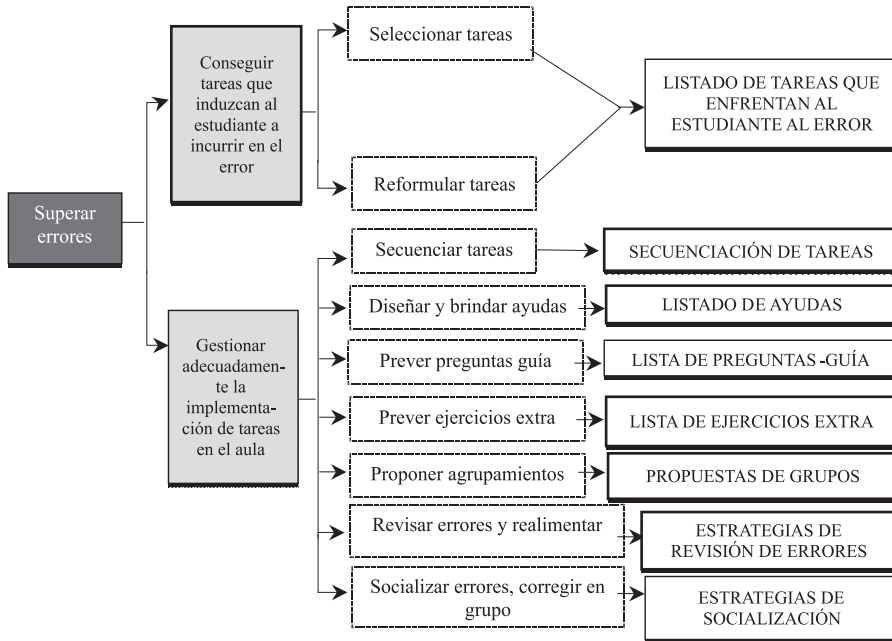 Superar
errores
Conseguir
tareas que
induzcan al
estudiante a
incurrir en el
error
Seleccionar tareas
Reformular tareas
LISTADO DE TAREAS QUE
ENFRENTAN AL
ESTUDIANTE AL ERROR
Gestionar
adecuadamen-
te la
implementa-
ción de tareas
en el aula
Secuenciar tareas
SECUENCIACIÓN DE TAREAS
Diseñar y brindar ayudas
LISTADO DE AYUDAS
Prever preguntas guía
LISTA DE PREGUNTAS -GUÍA
Prever ejercicios extra
LISTA DE EJERCICIOS EXTRA
Proponer agrupamientos
PROPUESTAS DE GRUPOS
Revisar errores y realimentar
ESTRATEGIAS DE
REVISIÓN DE ERRORES
Socializar errores, corregir en
grupo
ESTRATEGIAS DE
SOCIALIZACIÓN